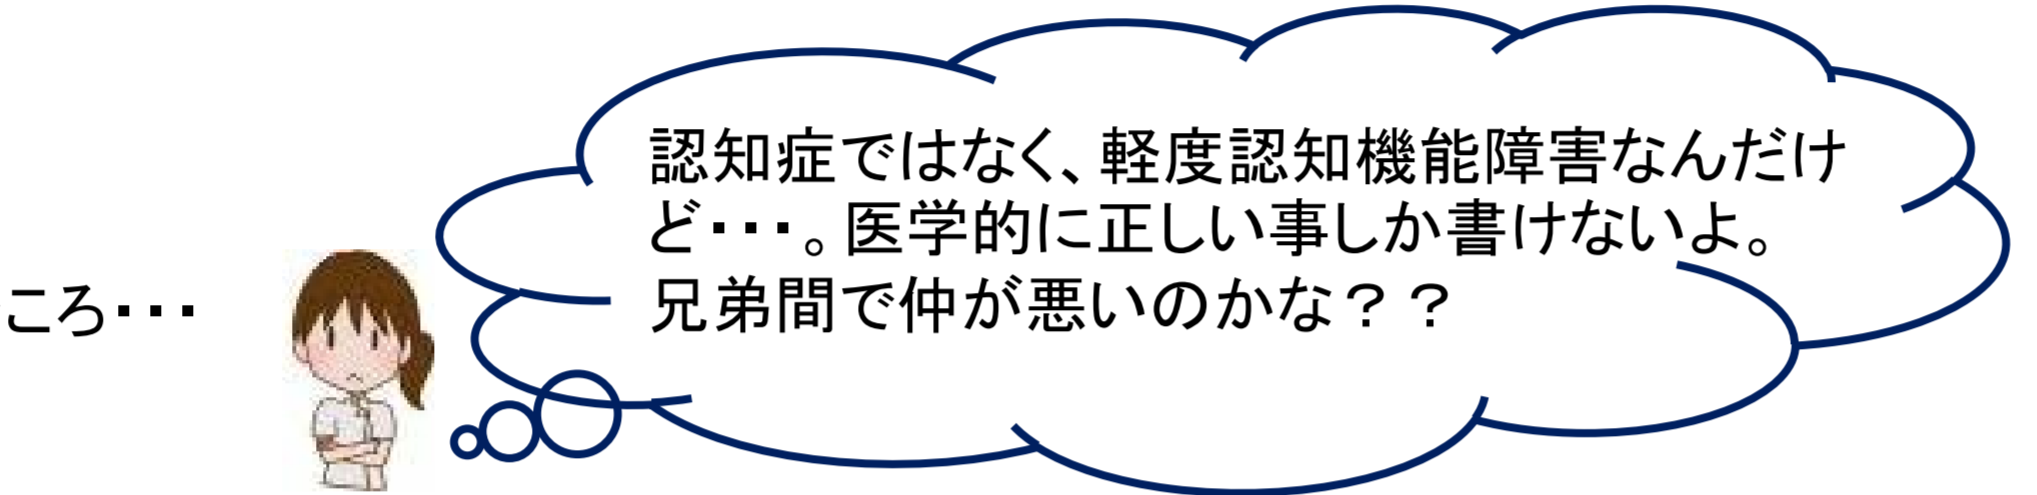 認知症ではなく、軽度認知機能障害なんだけ
ど・・・。医学的に正しい事しか書けないよ。
兄弟間で仲が悪いのかな？？
ころ・・・